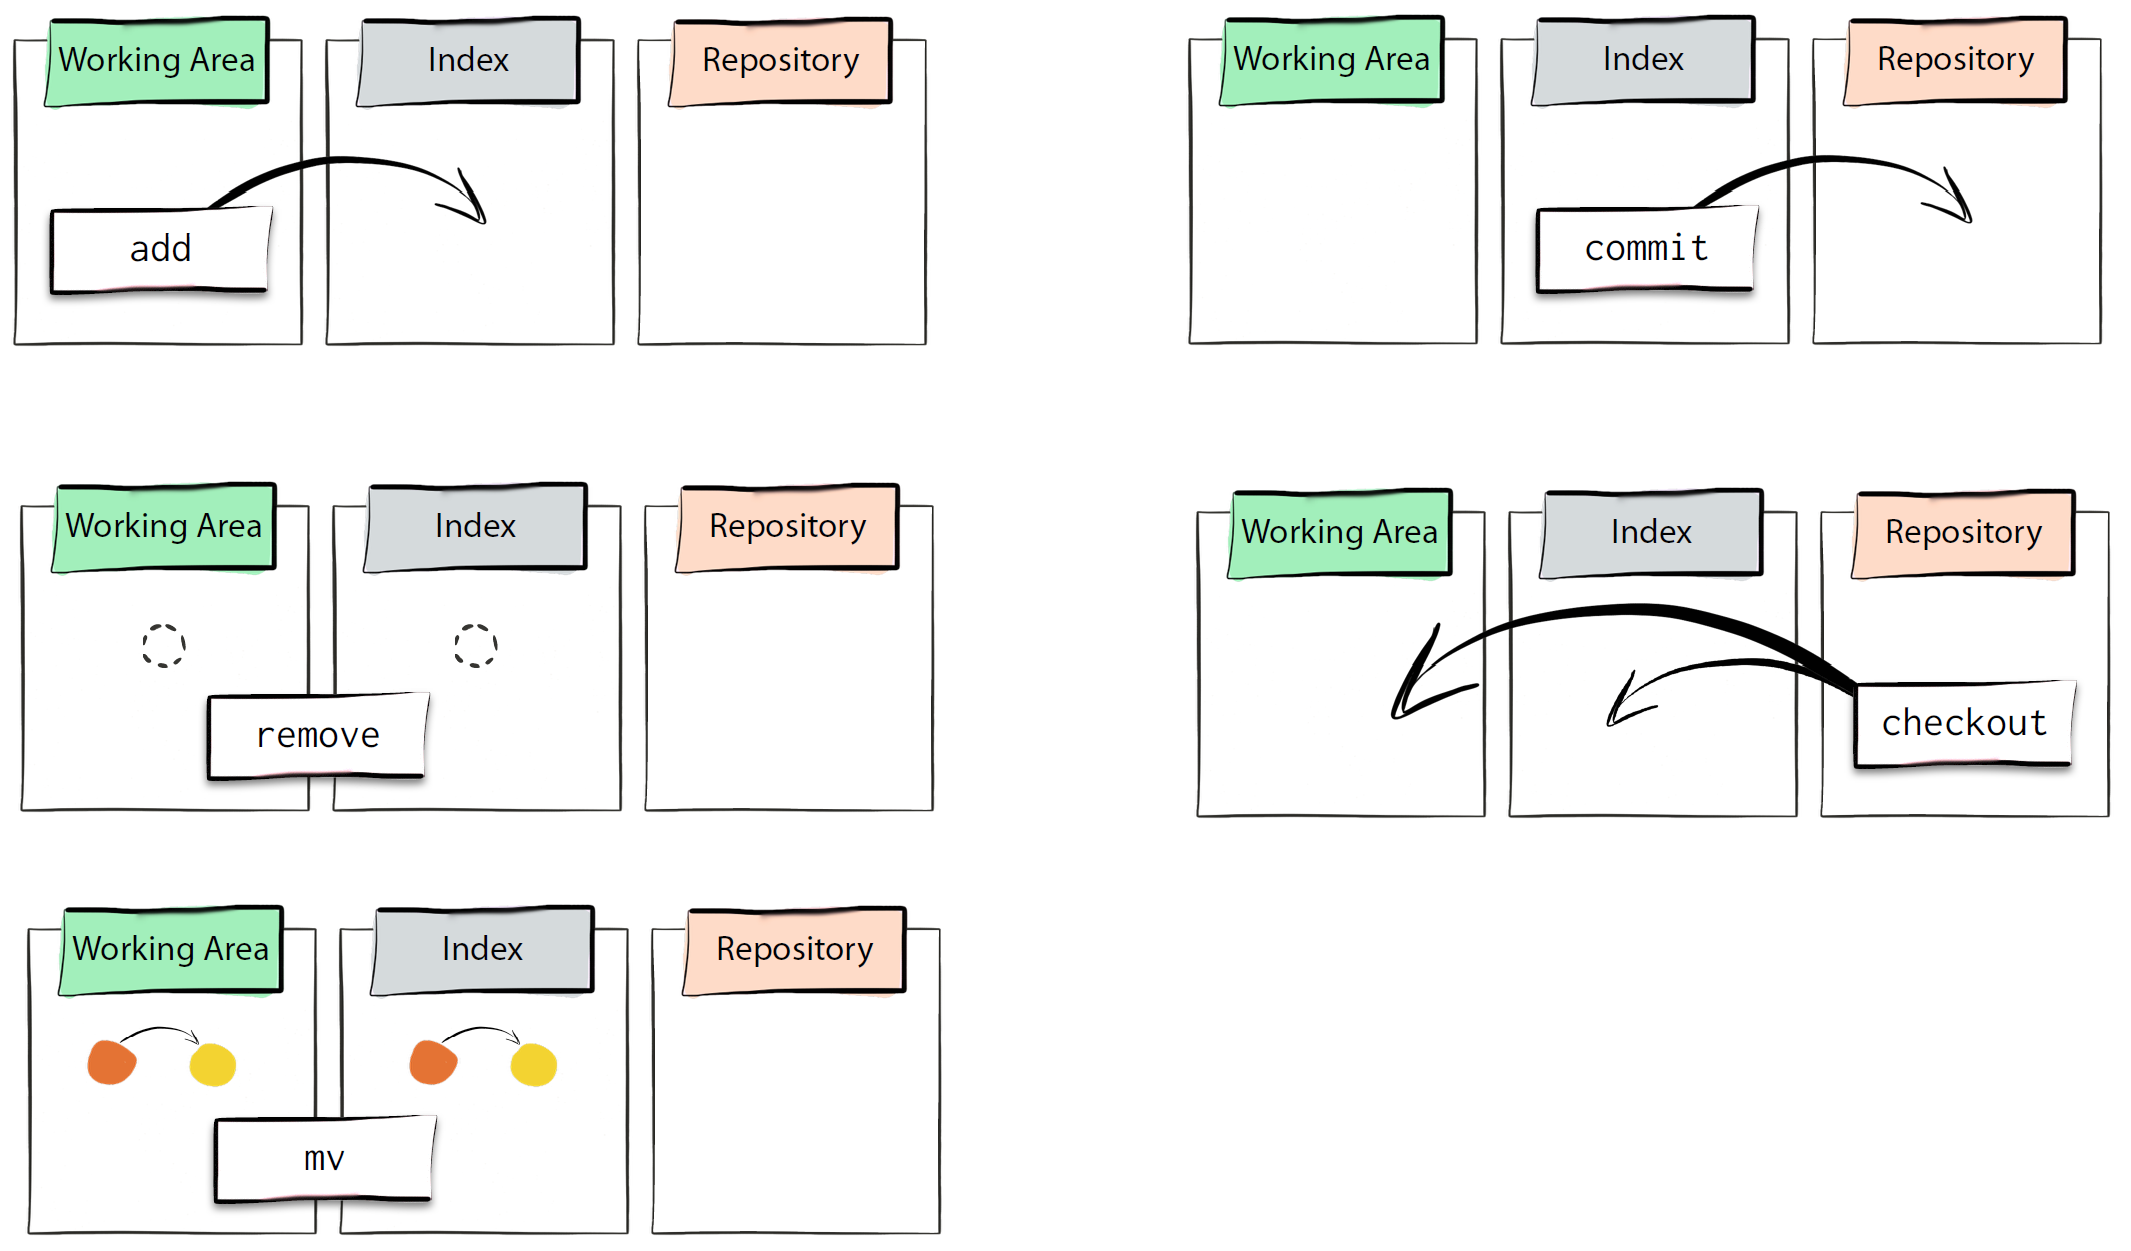 Working Area
Index
Repository
add
Working Area
Index
Repository
commit
Working Area
Index
Repository
remove
Working Area
Index
Repository
checkout
Working Area
Index
Repository
mv